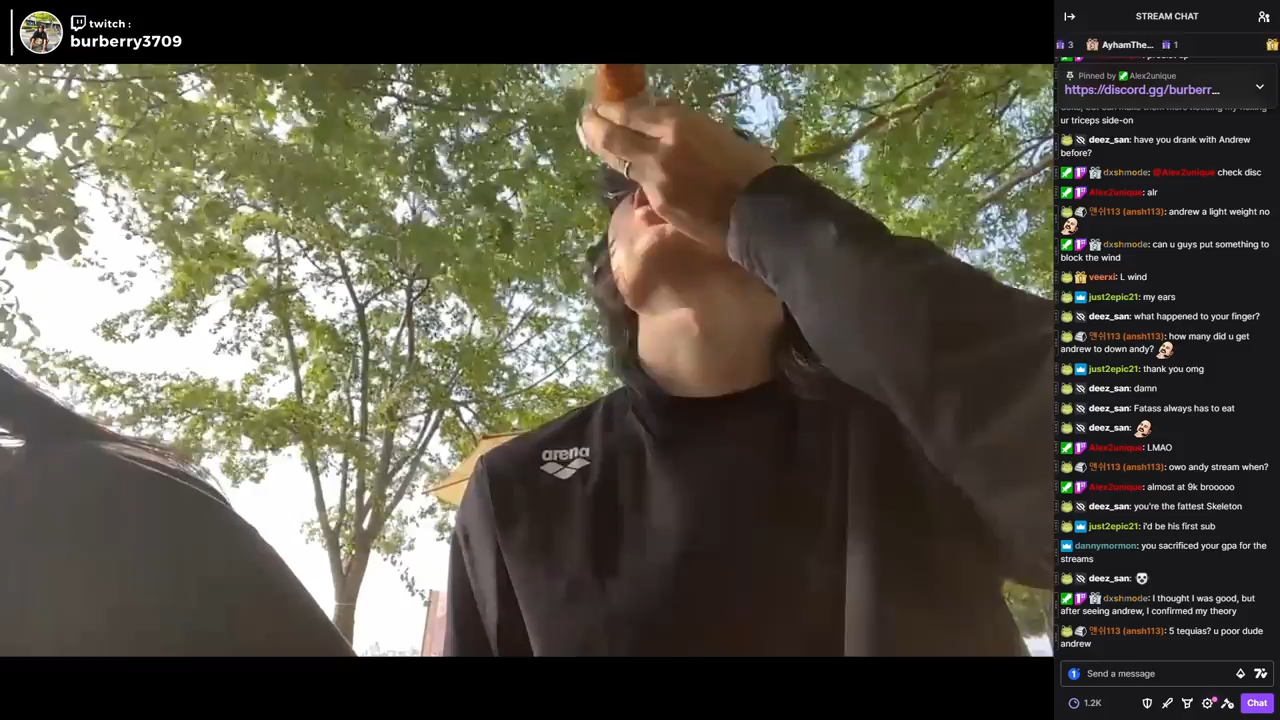 twitch :
burberry3709
STREAM CHAT
3 AyhamThe... 1
Pinned by Alex2unique
https://discord.gg/burberr...
ur triceps side-on
deez_san: have you drank with Andrew
before?
dxshmode: @Alex2unique check disc
Alex2unique: alr
앤쉬113 (ansh113): andrew a light weight no
dxshmode: can u guys put something to
block the wind
veerxi: L wind
just2epic21: my ears
deez_san: what happened to your finger?
앤쉬113 (ansh113): how many did u get
andrew to down andy?
just2epic21: thank you omg
deez_san: damn
deez_san: Fatass always has to eat
deez_san:
Alex2unique: LMAO
앤쉬113 (ansh113): owo andy stream when?
Alex2unique: almost at 9k brooooo
deez_san: you're the fattest Skeleton
just2epic21: i'd be his first sub
dannymormon: you sacrificed your gpa for the
streams
deez_san:
dxshmode: I thought I was good, but
after seeing andrew, I confirmed my theory
앤쉬113 (ansh113): 5 tequias? u poor dude
andrew
arena
1 Send a message
1.2K
Chat